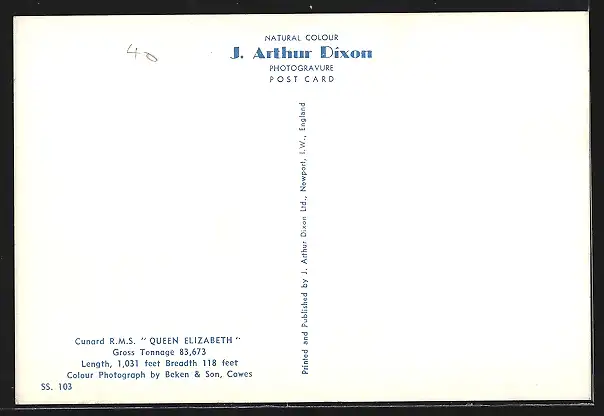 NATURAL COLOUR
J. Arthur Dixon
PHOTOGRAVURE
POST CARD
40
Printed and Published by J. Arthur Dixon Ltd., Newport, I.W., England
Cunard R.M.S. "QUEEN ELIZABETH"
Gross Tonnage 83,673
Length, 1,031 feet Breadth 118 feet
Colour Photograph by Beken & Son, Cowes
SS. 103